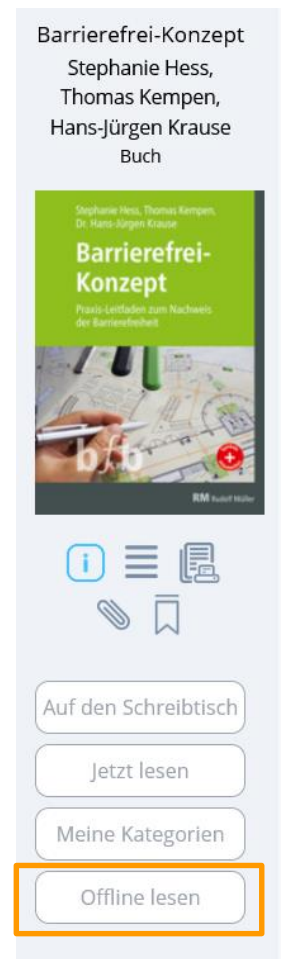 Barrierefrei-Konzept
Stephanie Hess,
Thomas Kempen,
Hans-Jürgen Krause
Buch
Stephanie Hess, Thomas Kempen,
Dr. Hans-Jürgen Krause
Barrierefrei-
Konzept
Praxis-Leitfaden zum Nachweis
der Barrierefreiheit
bfb
RM Rudolf Müller
i
Auf den Schreibtisch
Jetzt lesen
Meine Kategorien
Offline lesen